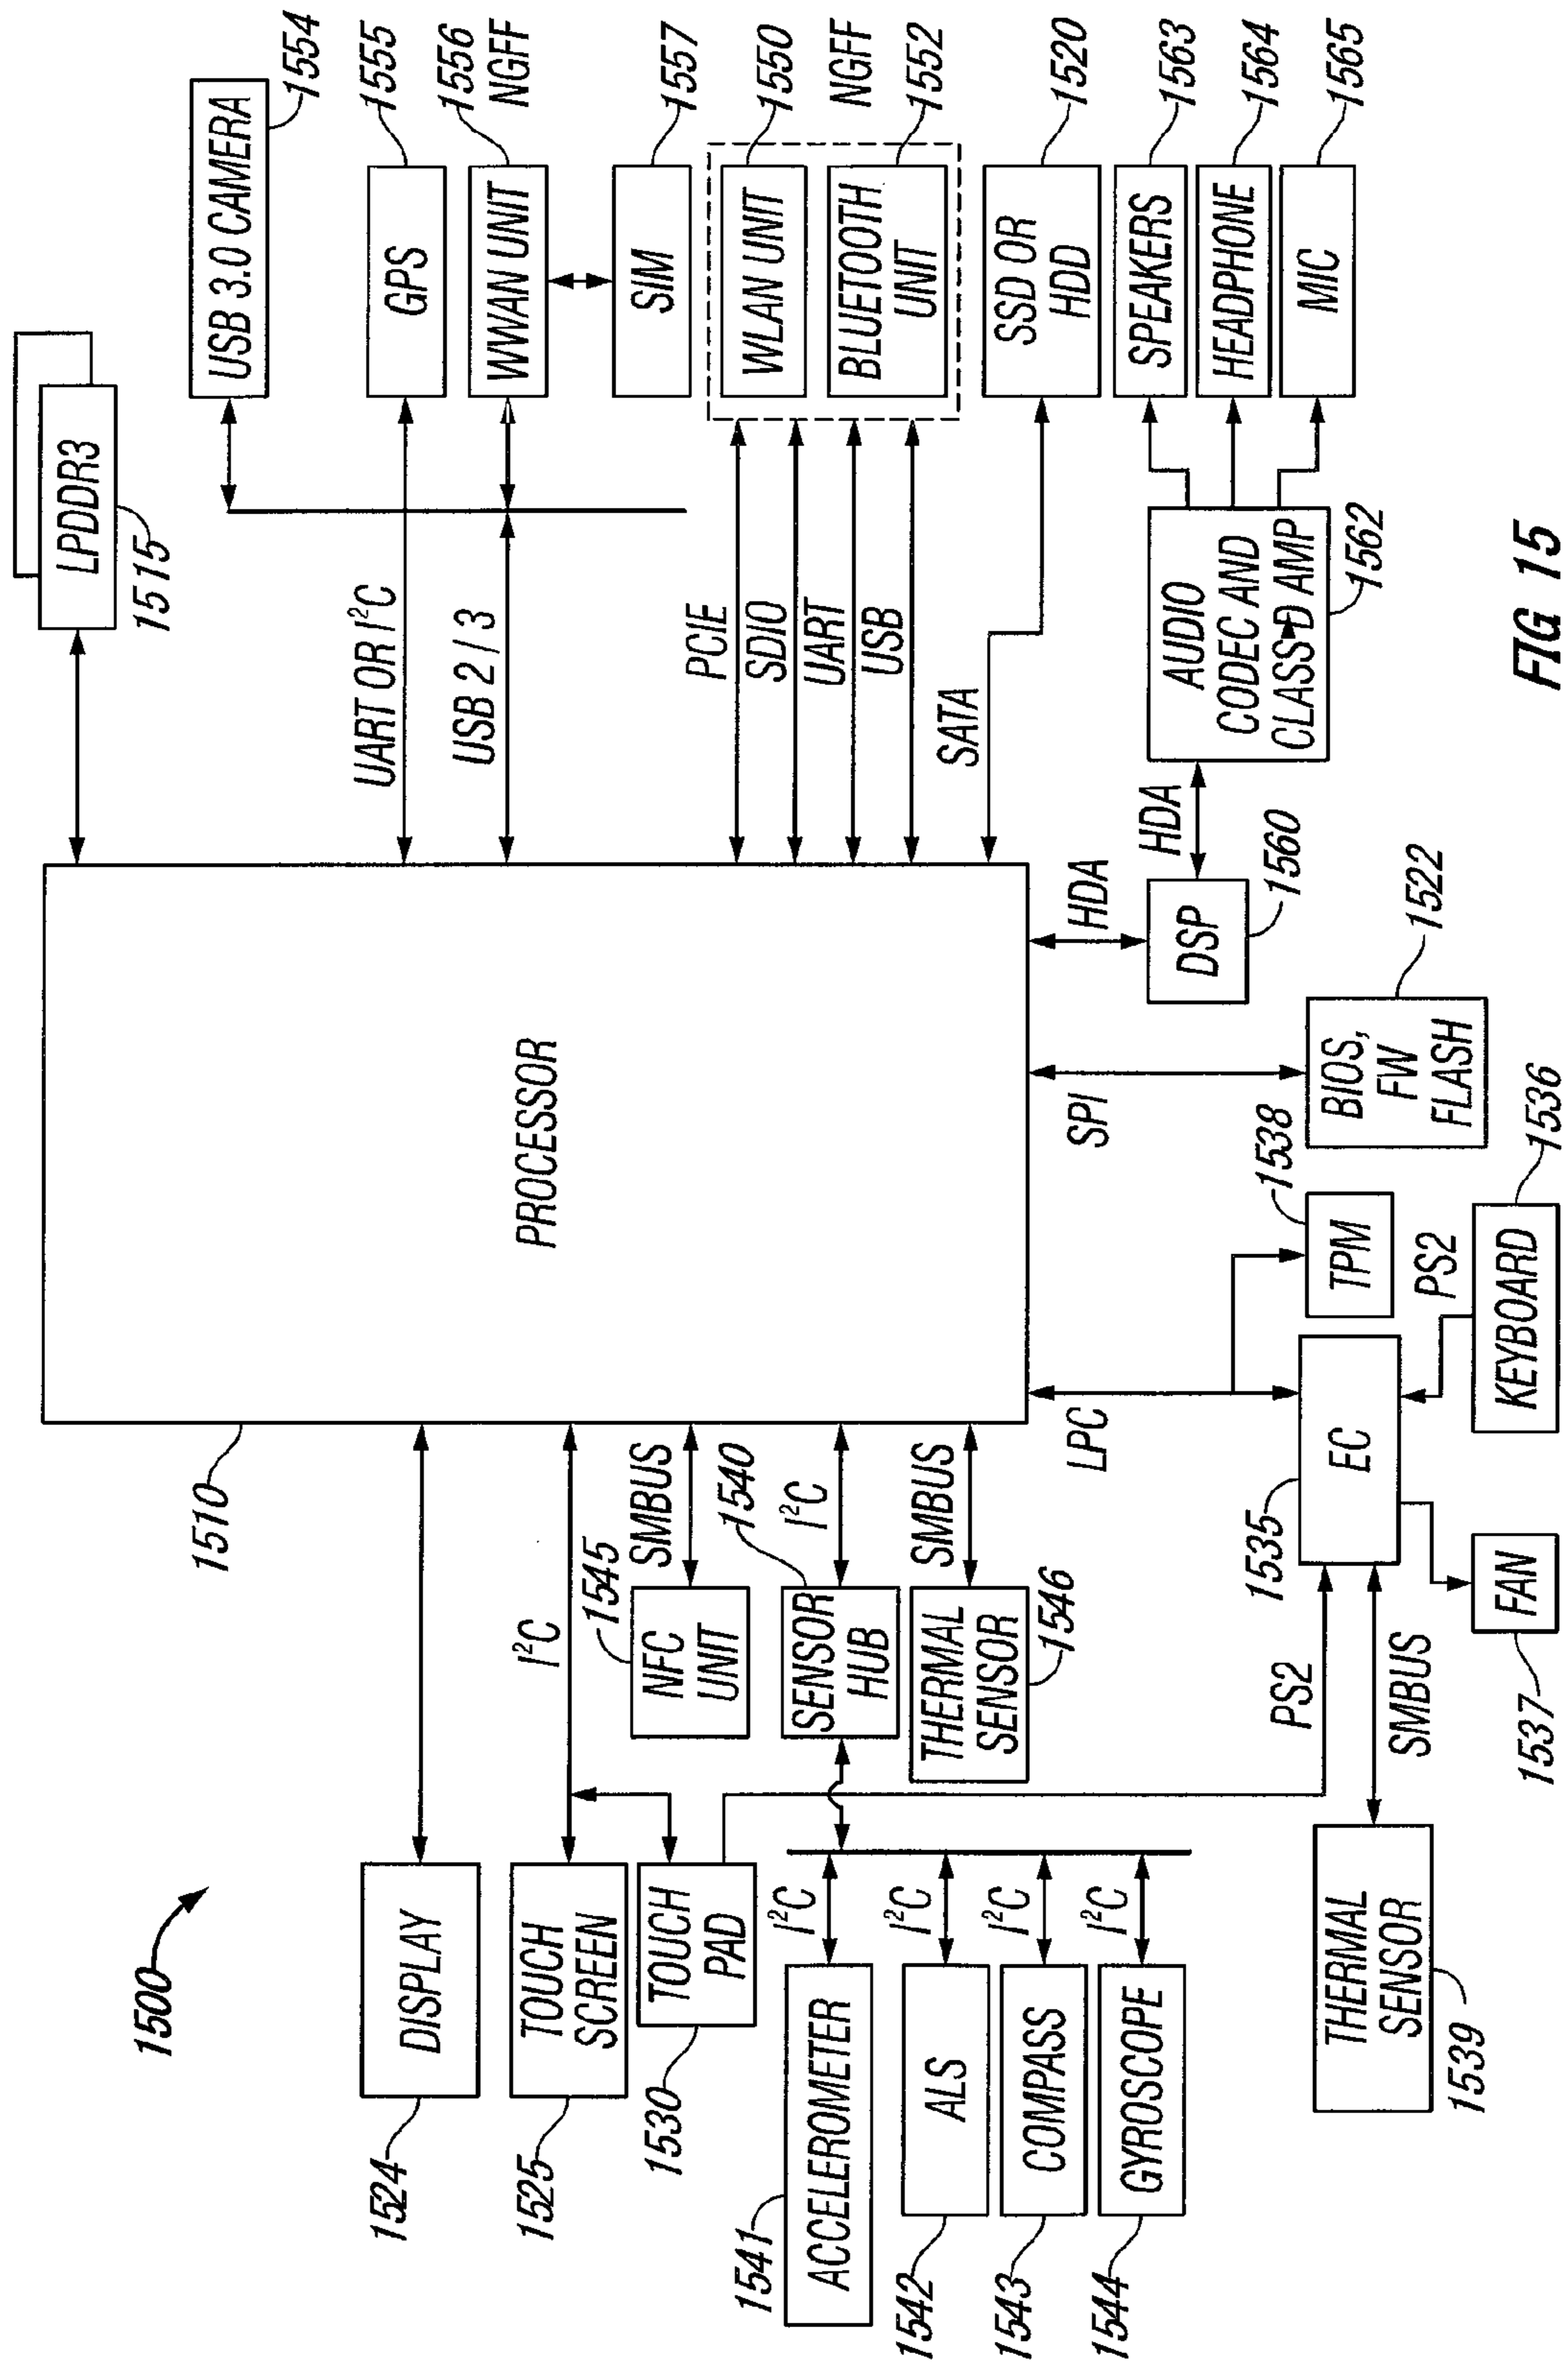 1500
LPDDR3
1515
1510
PROCESSOR
1524
DISPLAY
1525
TOUCH
SCREEN
I²C
1530
TOUCH
PAD
1545
NFC
UNIT
SMBUS
1540
SENSOR
HUB
I²C
THERMAL
SENSOR
1546
SMBUS
1541
ACCELEROMETER
I²C
1542
ALS
I²C
1543
COMPASS
I²C
1544
GYROSCOPE
I²C
THERMAL
SENSOR
1539
PS2
SMBUS
1535
EC
LPC
FAN
1537
KEYBOARD
1536
PS2
TPM
1538
SPI
BIOS,
FW
FLASH
1522
HDA
DSP
1560
HDA
AUDIO
CODEC AND
CLASS D AMP
1562
USB 3.0 CAMERA
1554
UART OR I²C
GPS
1555
USB 2 / 3
WWAN UNIT
1556
NGFF
SIM
1557
PCIE
SDIO
UART
USB
WLAN UNIT
1550
BLUETOOTH
UNIT
NGFF
1552
SATA
SSD OR
HDD
1520
SPEAKERS
1563
HEADPHONE
1564
MIC
1565
FIG 15